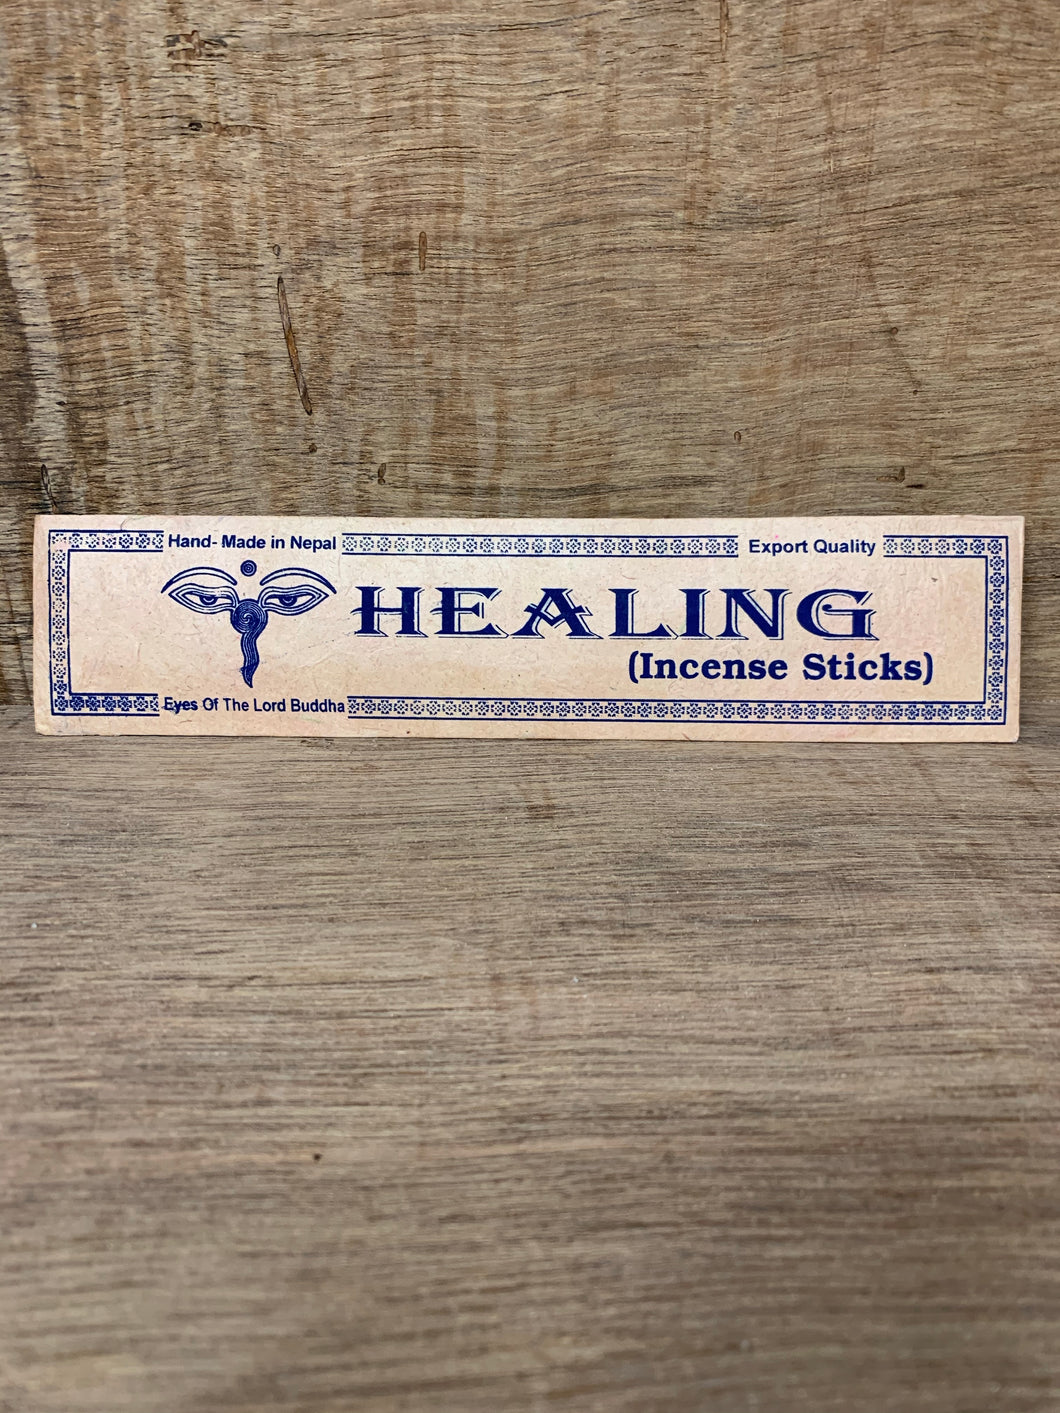 Hand- Made in Nepal
Export Quality
HEALING
(Incense Sticks)
Eyes Of The Lord Buddha